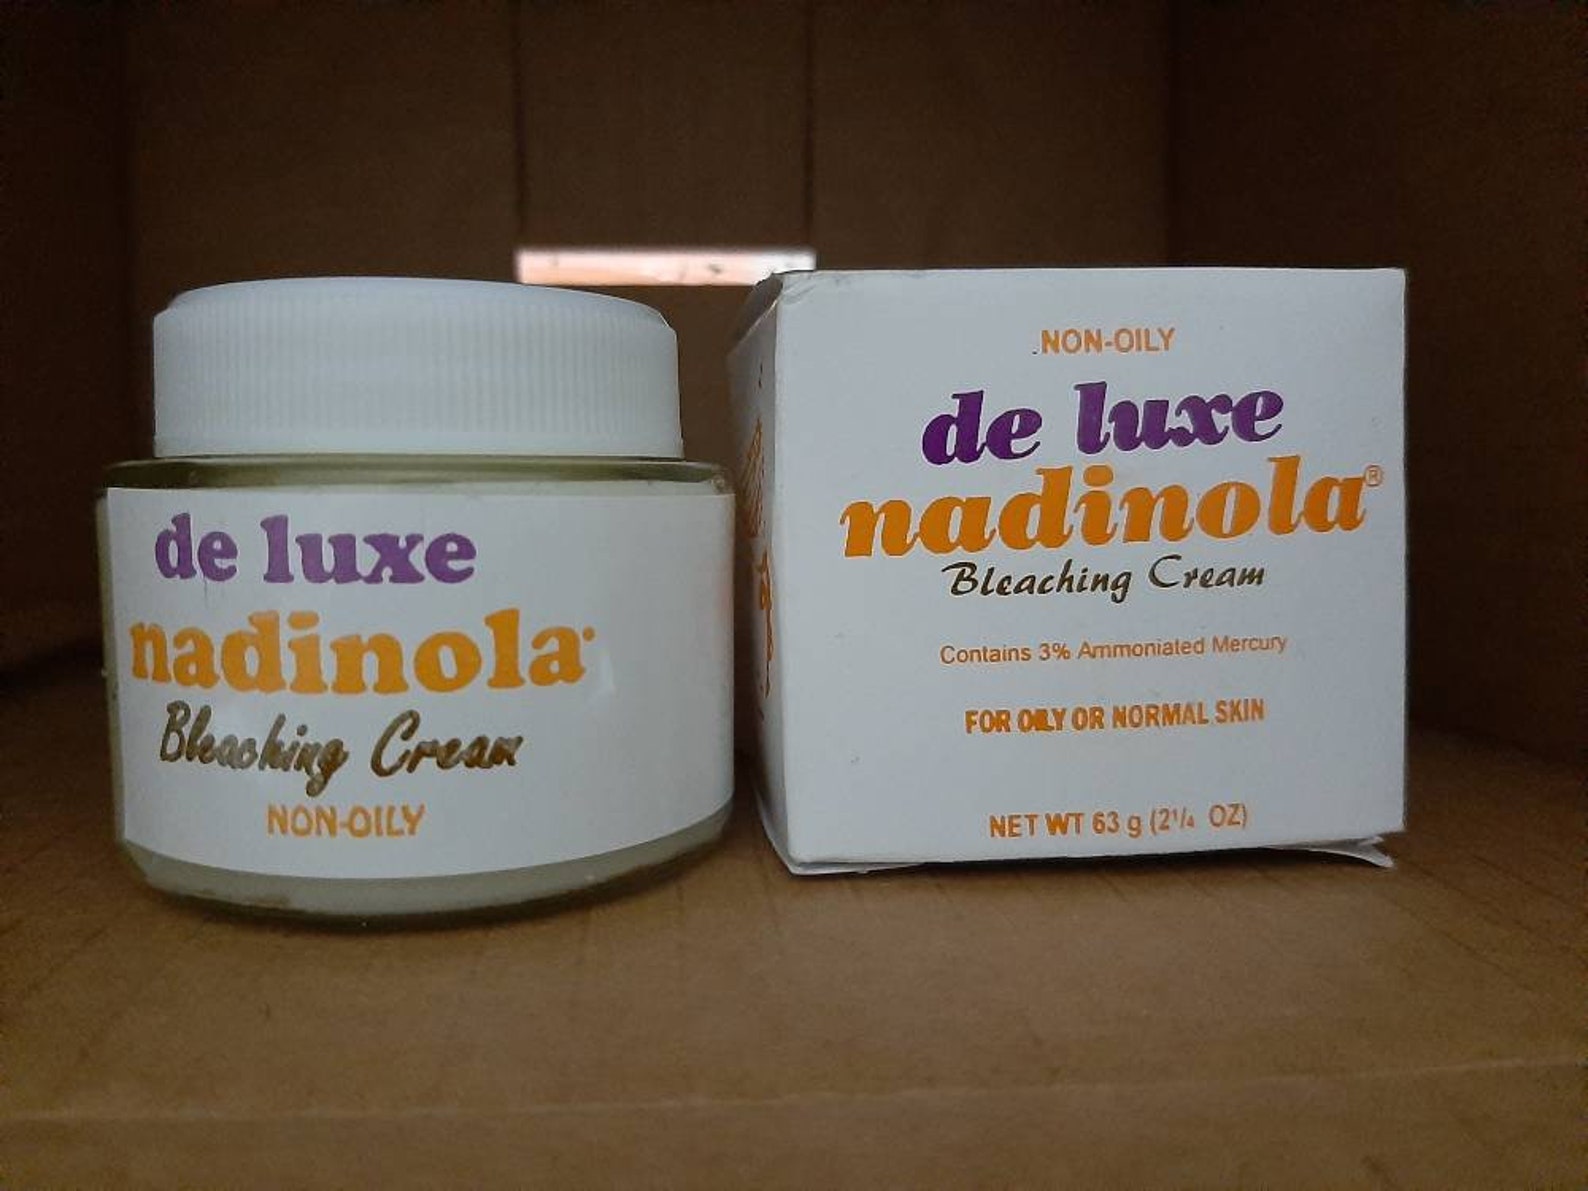 de luxe
nadinola
Bleaching Cream
NON-OILY
NON-OILY
de luxe
nadinola®
Bleaching Cream
Contains 3% Ammoniated Mercury
FOR OILY OR NORMAL SKIN
NET WT 63 g (2¼ OZ)